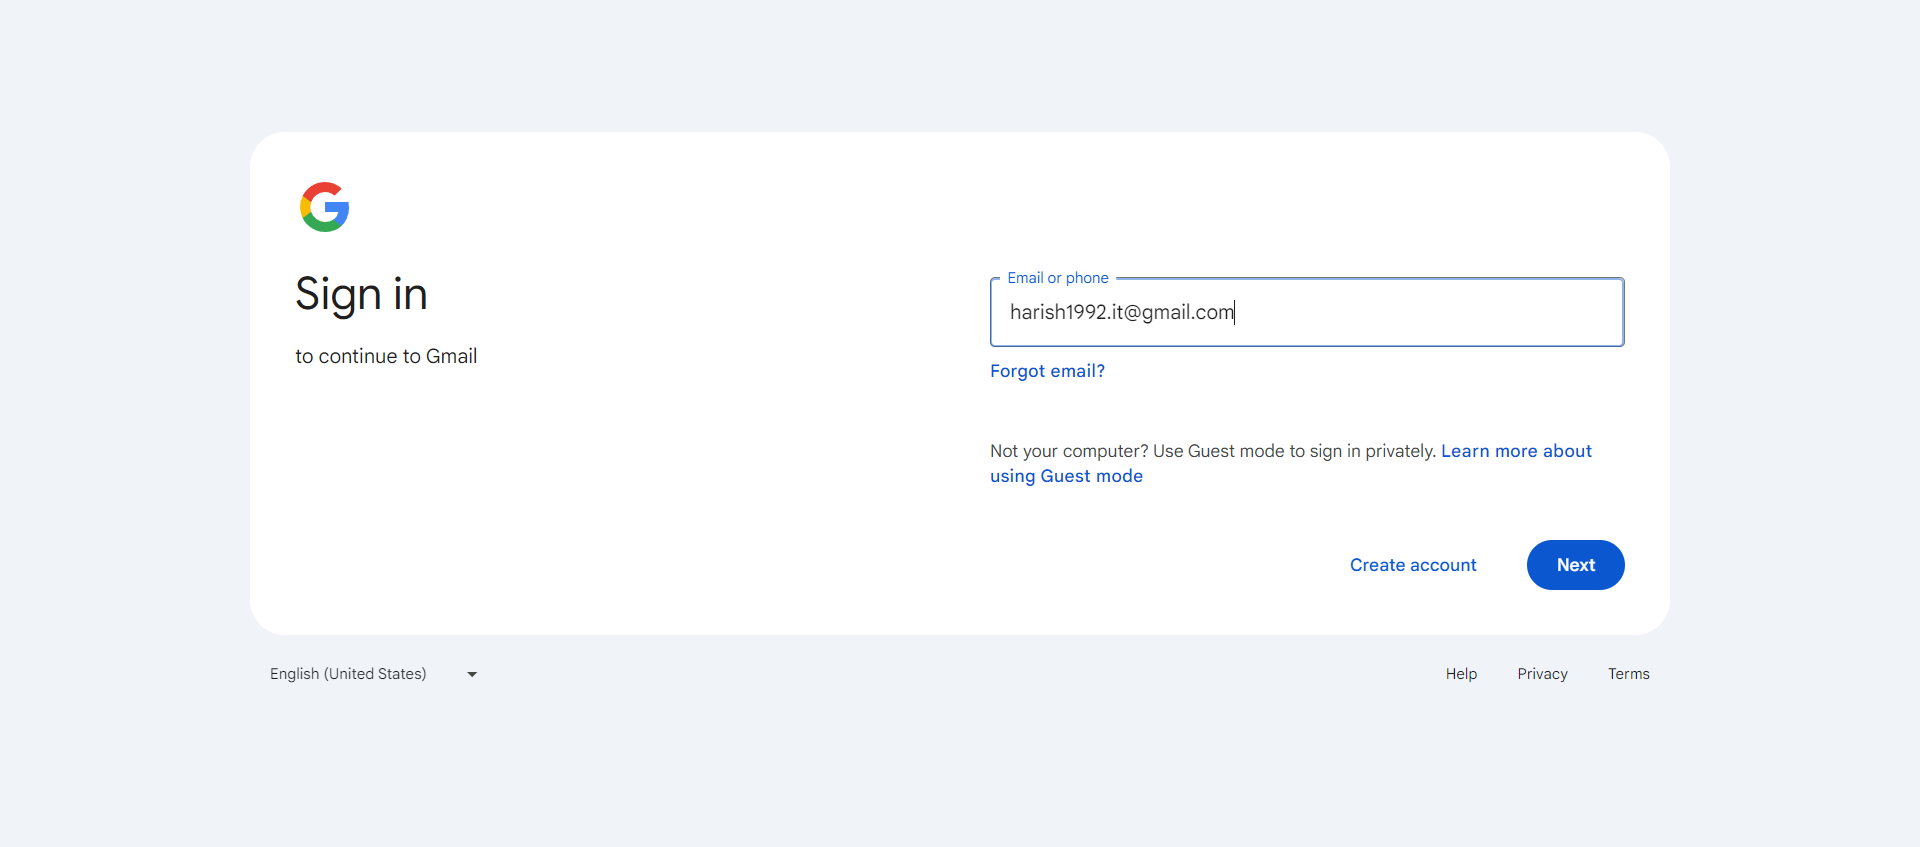 Sign in
to continue to Gmail
Email or phone
harish1992.it@gmail.com
Forgot email?
Not your computer? Use Guest mode to sign in privately. Learn more about
using Guest mode
Create account
Next
English (United States)
Help
Privacy
Terms